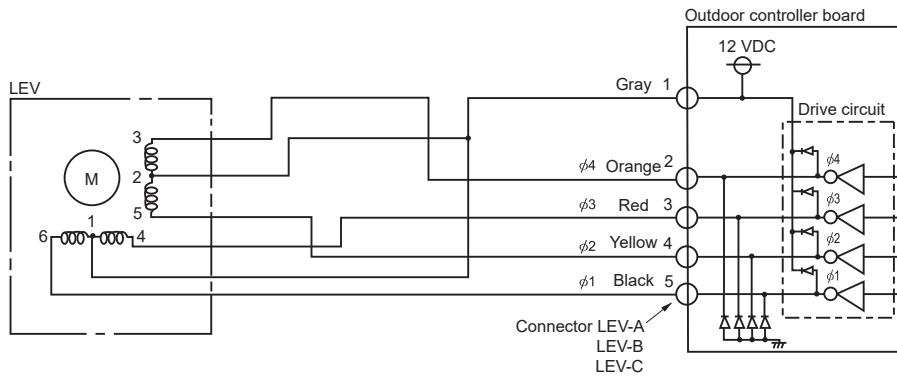 Outdoor controller board
12 VDC
LEV
Gray 1
Drive circuit
3
M
2
ϕ4 Orange 2
ϕ4
5
ϕ3 Red 3
ϕ3
1
6
4
ϕ2 Yellow 4
ϕ2
ϕ1 Black 5
ϕ1
Connector LEV-A
LEV-B
LEV-C